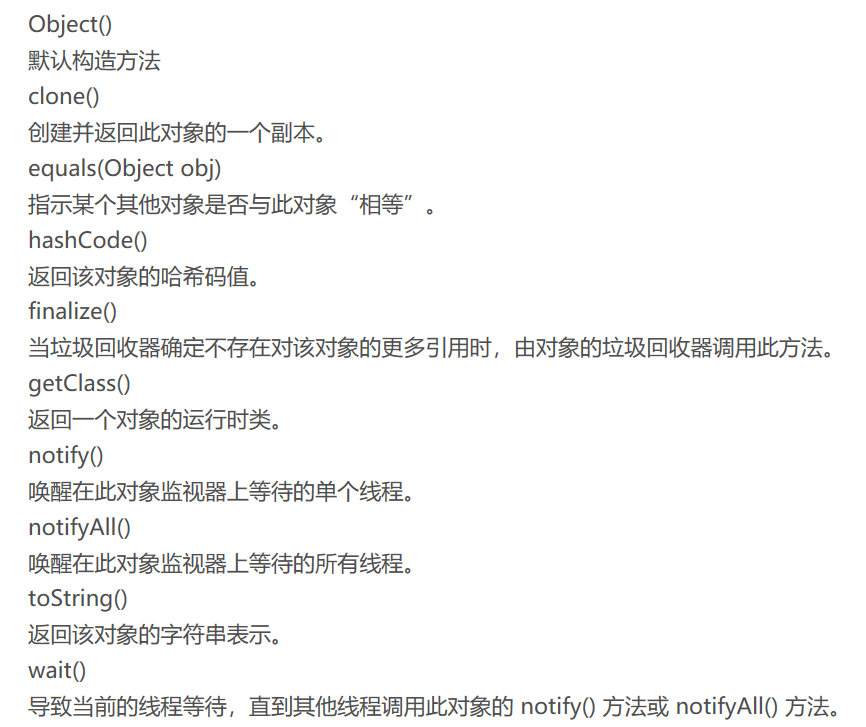 Object()
默认构造方法
clone()
创建并返回此对象的一个副本。
equals(Object obj)
指示某个其他对象是否与此对象“相等”。
hashCode()
返回该对象的哈希码值。
finalize()
当垃圾回收器确定不存在对该对象的更多引用时，由对象的垃圾回收器调用此方法。
getClass()
返回一个对象的运行时类。
notify()
唤醒在此对象监视器上等待的单个线程。
notifyAll()
唤醒在此对象监视器上等待的所有线程。
toString()
返回该对象的字符串表示。
wait()
导致当前的线程等待，直到其他线程调用此对象的 notify() 方法或 notifyAll() 方法。